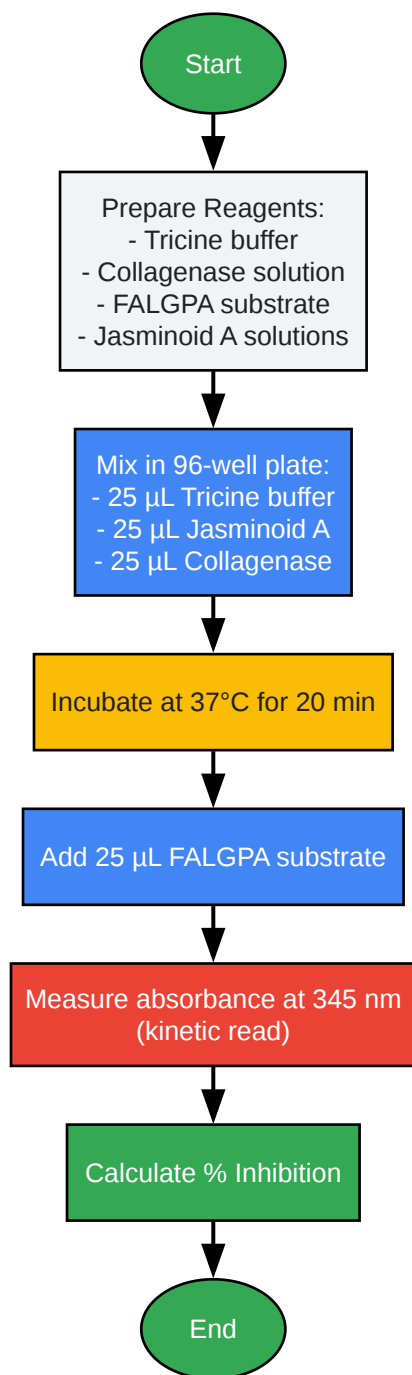 Start
Prepare Reagents:
- Tricine buffer
- Collagenase solution
- FALGPA substrate
- Jasminoid A solutions
Mix in 96-well plate:
- 25 µL Tricine buffer
- 25 µL Jasminoid A
- 25 µL Collagenase
Incubate at 37°C for 20 min
Add 25 µL FALGPA substrate
Measure absorbance at 345 nm
(kinetic read)
Calculate % Inhibition
End